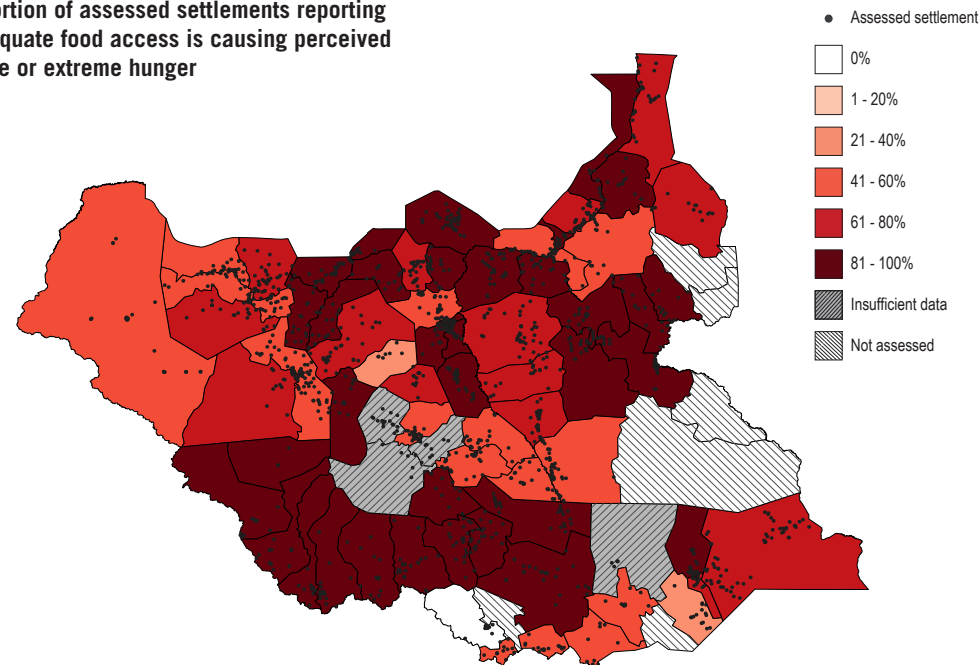 rtion of assessed settlements reporting
quate food access is causing perceived
e or extreme hunger
Assessed settlement
0%
1 - 20%
21 - 40%
41 - 60%
61 - 80%
81 - 100%
Insufficient data
Not assessed